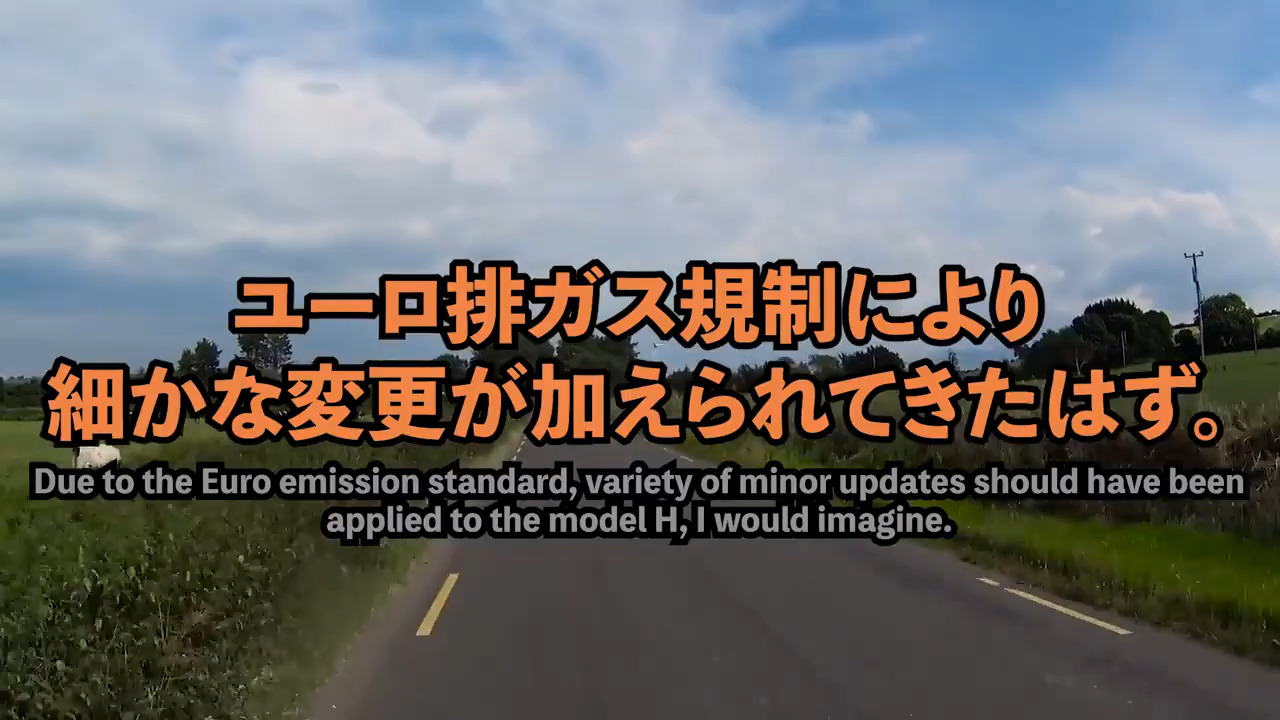 ユーロ排ガス規制により
細かな変更が加えられてきたはず。
Due to the Euro emission standard, variety of minor updates should have been
applied to the model H, I would imagine.